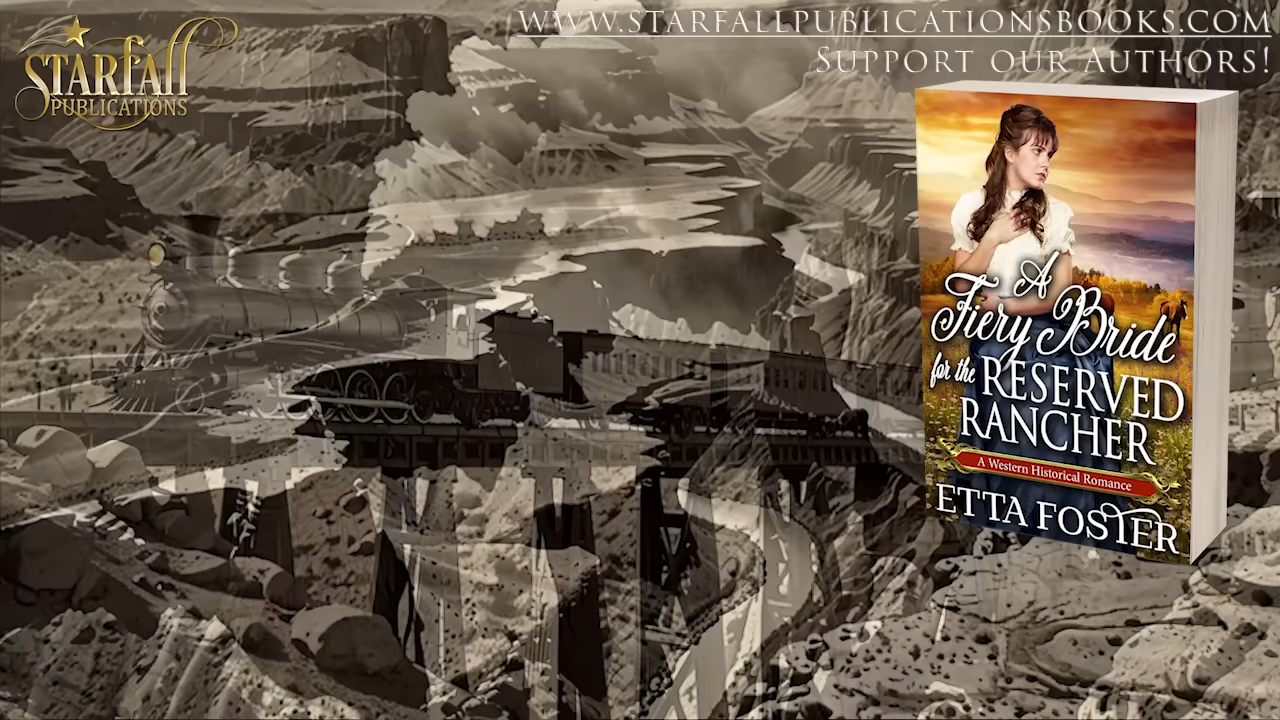 STARfAll
PUBLICATIONS
www.starfallpublicationsbooks.com
Support our Authors!
A
Fiery Bride
for the RESERVED
RANCHER
A Western Historical Romance
ETTA FOSTER